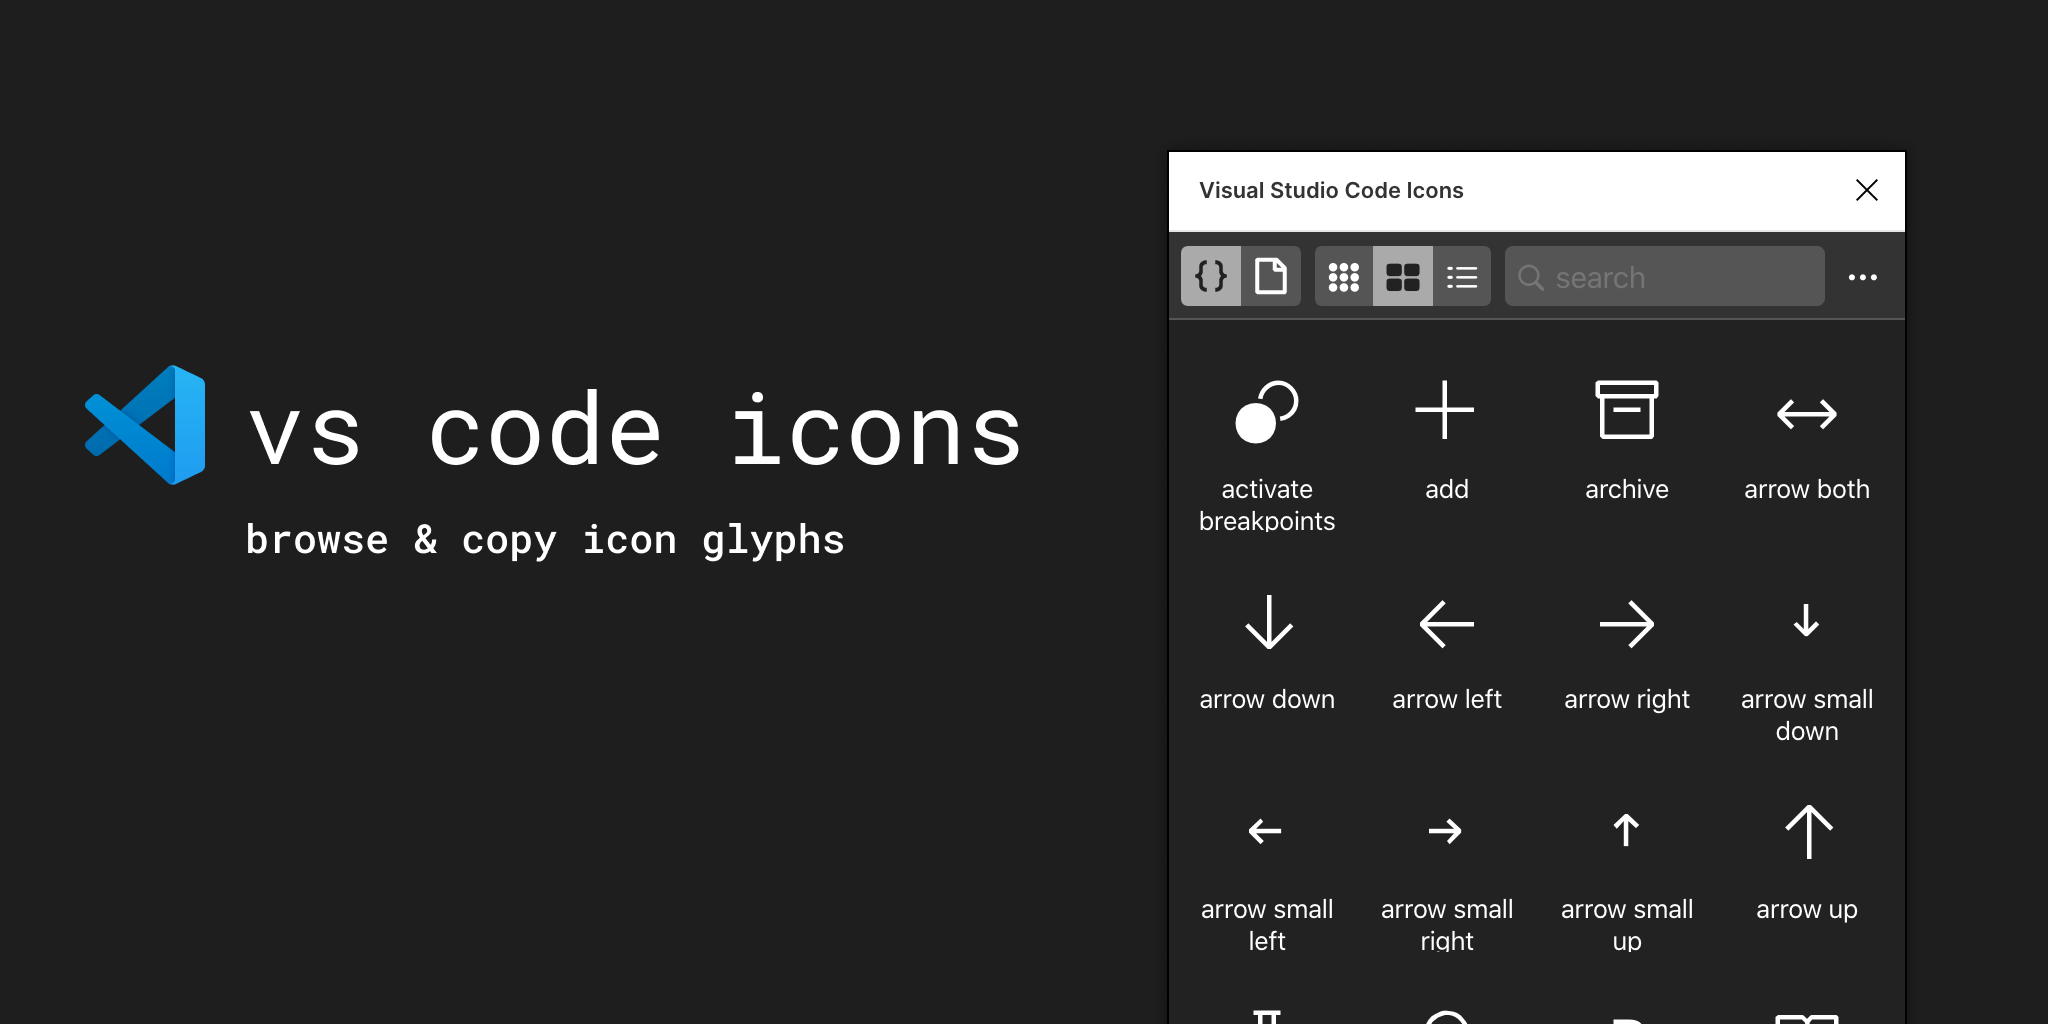 vs code icons
browse & copy icon glyphs
Visual Studio Code Icons
search
activate
breakpoints
add
archive
arrow both
arrow down
arrow left
arrow right
arrow small
down
arrow small
left
arrow small
right
arrow small
up
arrow up